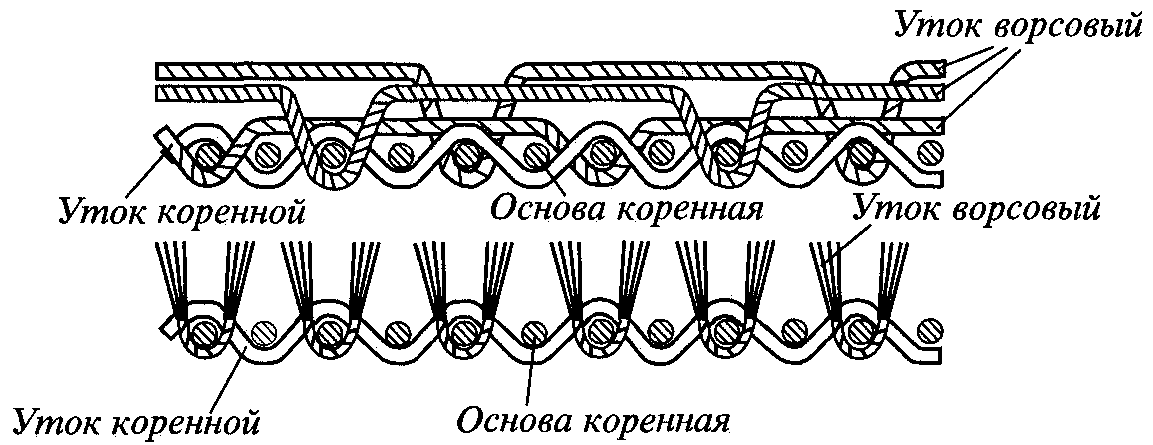 Уток ворсовый
Уток коренной
Основа коренная
Уток ворсовый
Уток коренной
Основа коренная